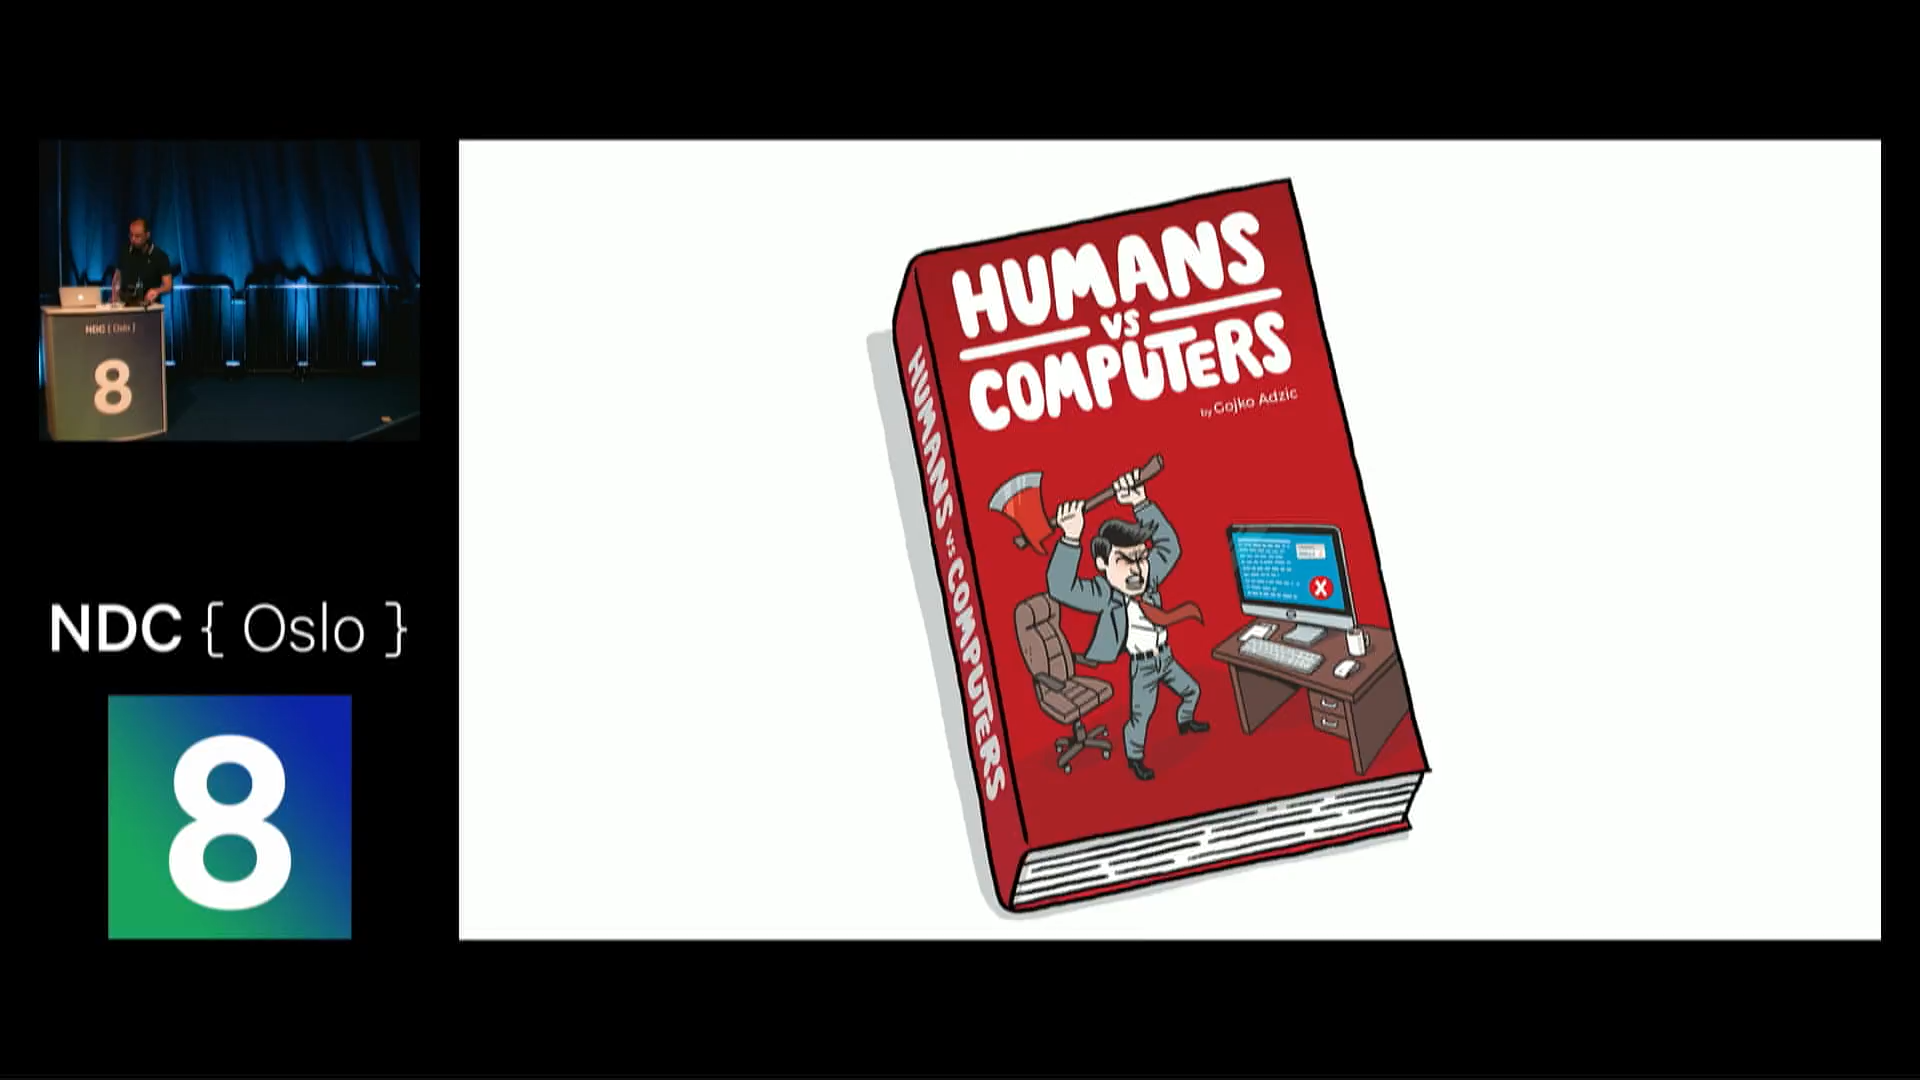 NDC { Oslo }
8
NDC { Oslo }
8
HUMANS
VS
COMPUTERS
by Gojko Adzic
HUMANS VS COMPUTERS
X